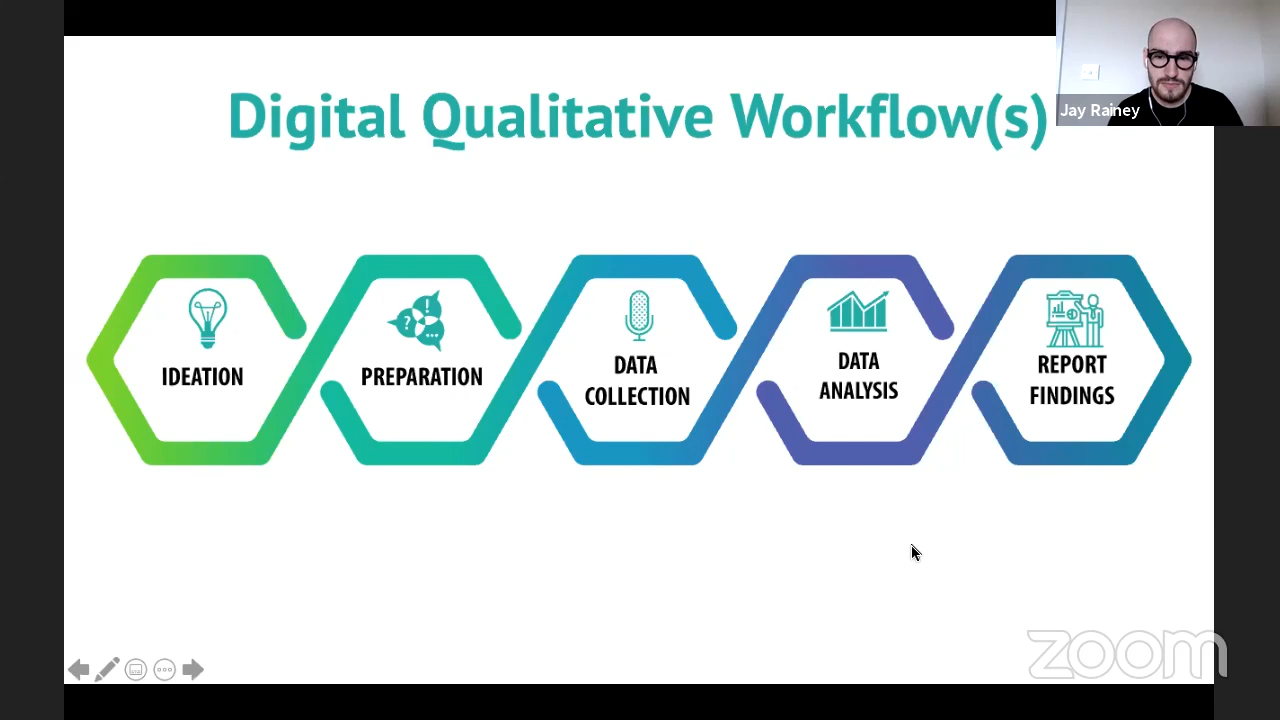 Digital Qualitative Workflow(s)
Jay Rainey
IDEATION
PREPARATION
DATA
COLLECTION
DATA
ANALYSIS
REPORT
FINDINGS
zoom